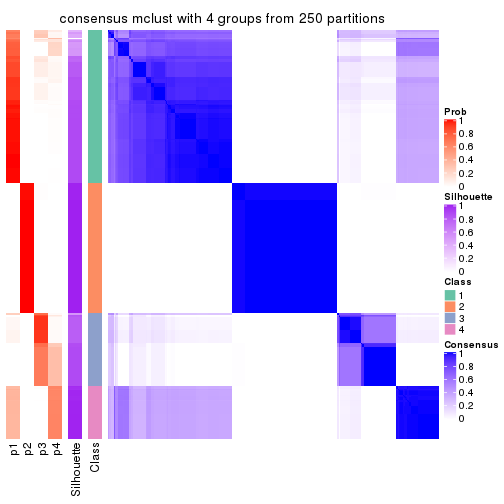 consensus mclust with 4 groups from 250 partitions
Prob
1
0.8
0.6
0.4
0.2
0
Silhouette
1
0.8
0.6
0.4
0.2
0
Class
1
2
3
4
Consensus
1
0.8
0.6
0.4
0.2
0
p1
p2
p3
p4
Silhouette
Class